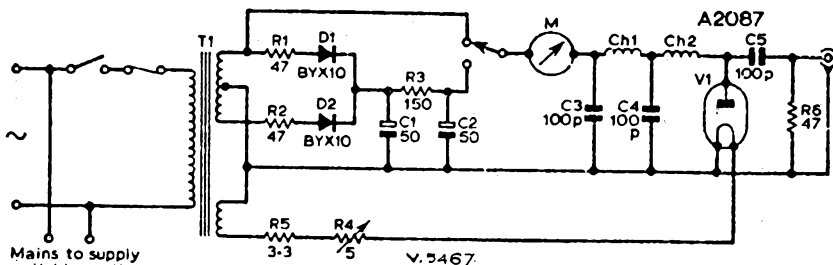 T1
R1
47
D1
BYX10
R2
47
D2
BYX10
C1
50
R3
150
C2
50
M
Ch1
Ch2
A2087
C5
100p
V1
C3
100p
C4
100
p
R6
47
R5
3·3
R4
5
V.5467
~
Mains to supply